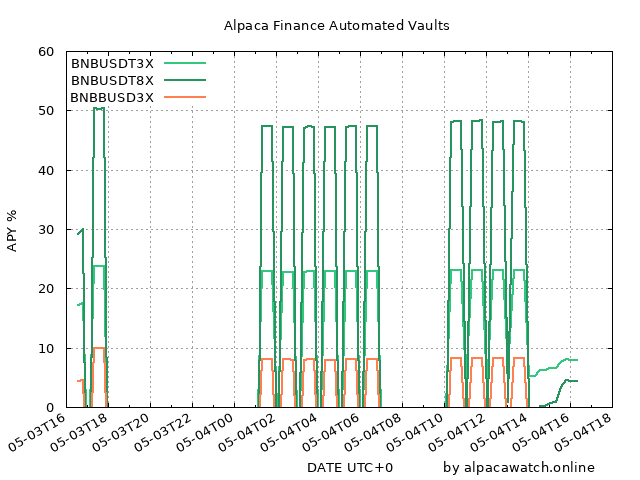 Alpaca Finance Automated Vaults
60
50
40
30
20
10
0
APY %
BNBUSDT3X
BNBUSDT8X
BNBBUSD3X
05-03T16
05-03T18
05-03T20
05-03T22
05-04T00
05-04T02
05-04T04
05-04T06
05-04T08
05-04T10
05-04T12
05-04T14
05-04T16
05-04T18
DATE UTC+0
by alpacawatch.online